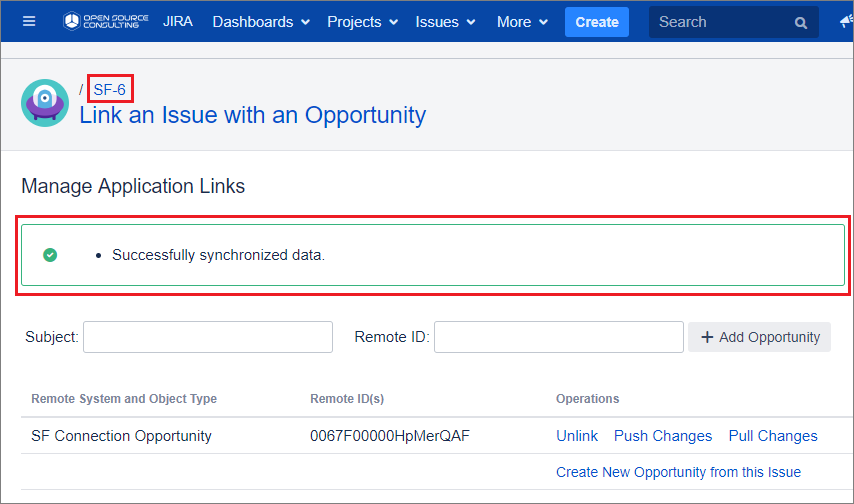 OPEN SOURCE CONSULTING JIRA Dashboards Projects Issues More Create Search
/ SF-6
Link an Issue with an Opportunity
Manage Application Links
• Successfully synchronized data.
Subject: Remote ID: + Add Opportunity
Remote System and Object Type Remote ID(s) Operations
SF Connection Opportunity 0067F00000HpMerQAF Unlink Push Changes Pull Changes
Create New Opportunity from this Issue